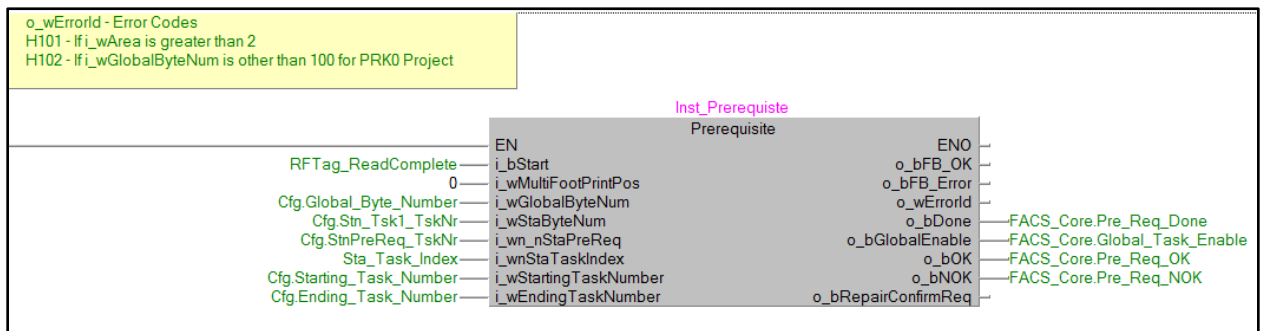 o_wErrorId - Error Codes
H101 - If i_wArea is greater than 2
H102 - If i_wGlobalByteNum is other than 100 for PRK0 Project
Inst_Prerequiste
Prerequisite
EN ENO
RFTag_ReadComplete i_bStart o_bFB_OK
0 i_wMultiFootPrintPos o_bFB_Error
Cfg.Global_Byte_Number i_wGlobalByteNum o_wErrorId
Cfg.Stn_Tsk1_TskNr i_wStaByteNum o_bDone FACS_Core.Pre_Req_Done
Cfg.StnPreReq_TskNr i_wn_nStaPreReq o_bGlobalEnable FACS_Core.Global_Task_Enable
Sta_Task_Index i_wnStaTaskIndex o_bOK FACS_Core.Pre_Req_OK
Cfg.Starting_Task_Number i_wStartingTaskNumber o_bNOK FACS_Core.Pre_Req_NOK
Cfg.Ending_Task_Number i_wEndingTaskNumber o_bRepairConfirmReq